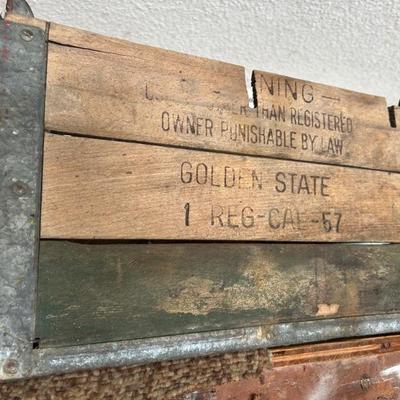 NING —
THAN REGISTERED
OWNER PUNISHABLE BY LAW
GOLDEN STATE
1 REG-CAL-57